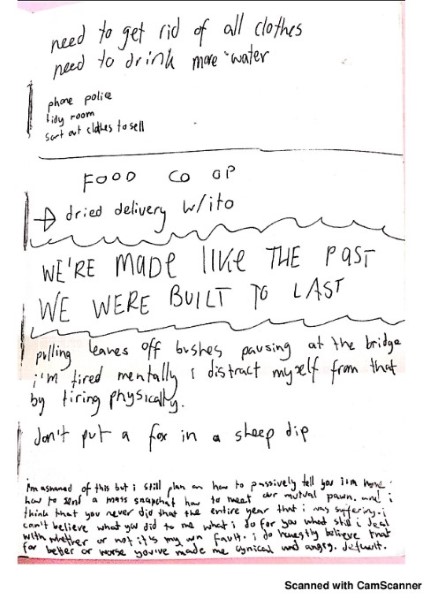 need to get rid of all clothes
need to drink more water
phone police
tidy room
sort out clothes to sell
FOOD CO OP
→ dried delivery w/ito
WE'RE MADE LIKE THE PAST
WE WERE BUILT TO LAST
pulling leaves off bushes pausing at the bridge
i'm tired mentally i distract myself from that
by tiring physically.
don't put a fox in a sheep dip
i'm ashamed of this but i still plan on how to passively tell you i'm
how to send a mass snapchat how to meet our mutual pawn. and i
think that you never did that the entire year that i was suffering. i
can't believe what you did to me what i do for you what still i deal
with whether or not it's my own fault. i do honestly believe that
for better or worse you've made me cynical and angry.
Scanned with CamScanner